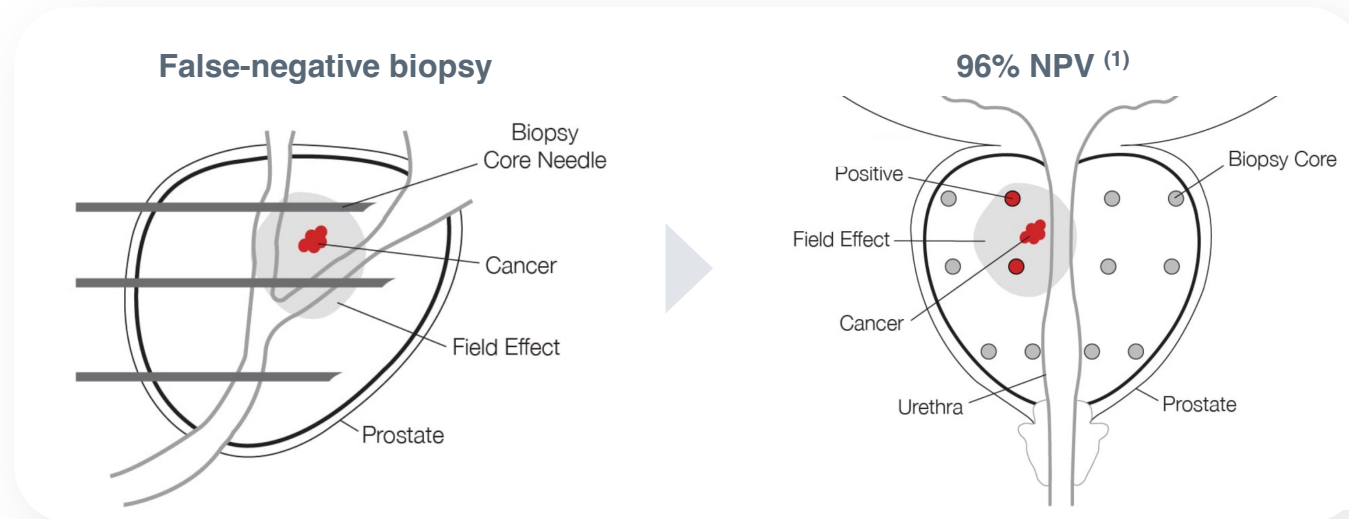 False-negative biopsy
Biopsy
Core Needle
Cancer
Field Effect
Prostate
96% NPV (1)
Positive
Biopsy Core
Field Effect
Cancer
Urethra
Prostate